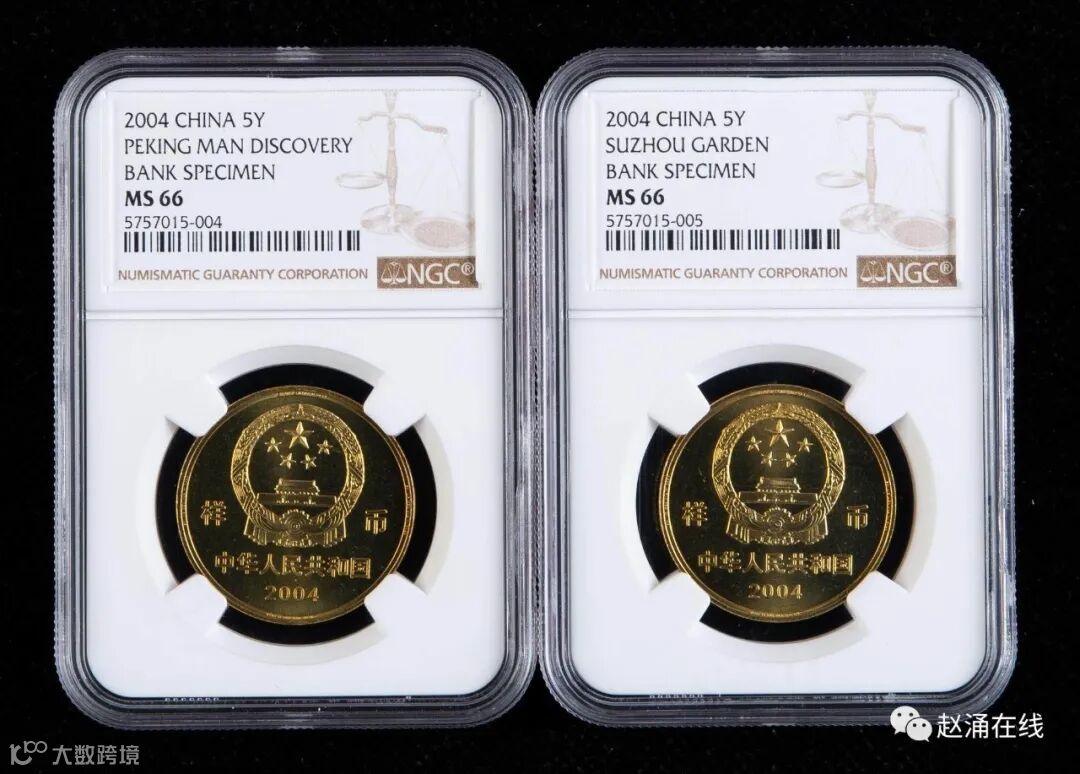 2004 CHINA 5Y
PEKING MAN DISCOVERY
BANK SPECIMEN
MS 66
5757015-004
NUMISMATIC GUARANTY CORPORATION
NGC®
样 币
中华人民共和国
2004
2004 CHINA 5Y
SUZHOU GARDEN
BANK SPECIMEN
MS 66
5757015-005
NUMISMATIC GUARANTY CORPORATION
NGC®
样 币
中华人民共和国
2004
赵涌在线
大数跨境